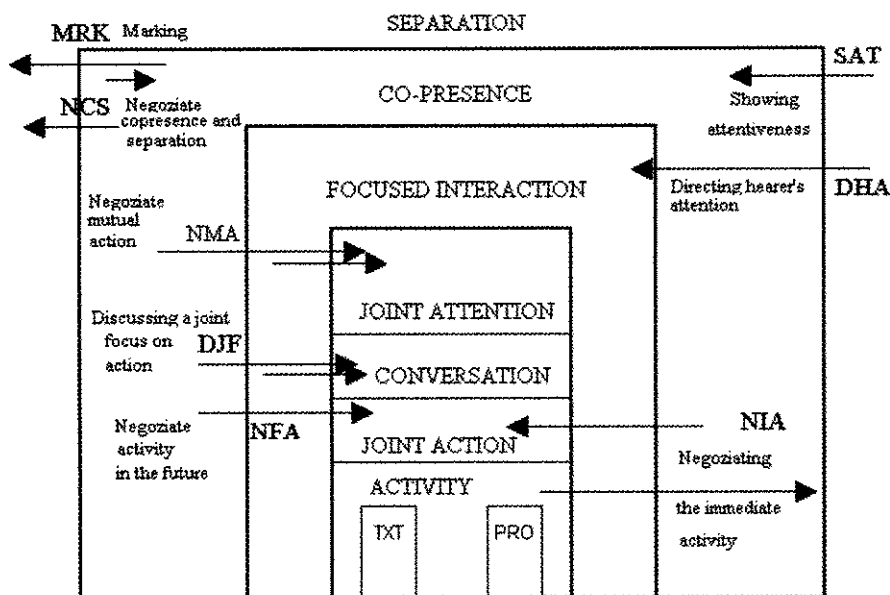 SEPARATION
MRK Marking
SAT
CO-PRESENCE
NCS Negoziate
copresence and
separation
Showing
attentiveness
FOCUSED INTERACTION
Directing hearer's
attention
DHA
Negoziate
mutual
action
NMA
JOINT ATTENTION
Discussing a joint
focus on
action
DJF
CONVERSATION
Negoziate
activity
in the future
NFA
NIA
JOINT ACTION
Negoziating
the immediate
activity
ACTIVITY
TXT
PRO